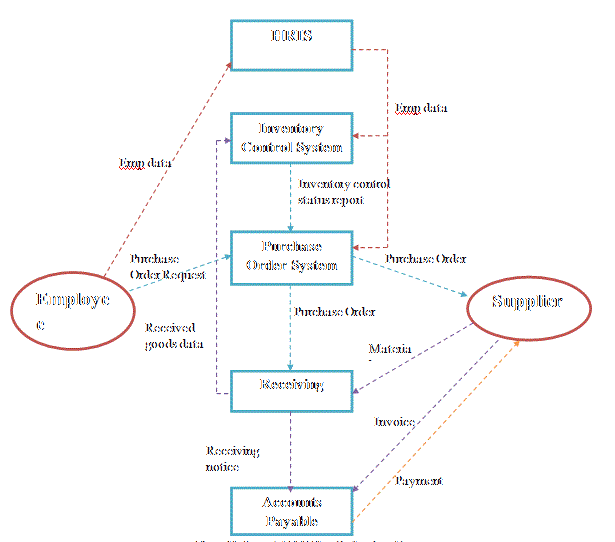 HRIS
Emp data
Inventory
Control System
Emp data
Inventory control
status report
Purchase
Order System
Purchase
Order Request
Purchase Order
Employe
e
Supplier
Purchase Order
Received
goods data
Materia
Receiving
Invoice
Receiving
notice
Payment
Accounts
Payable